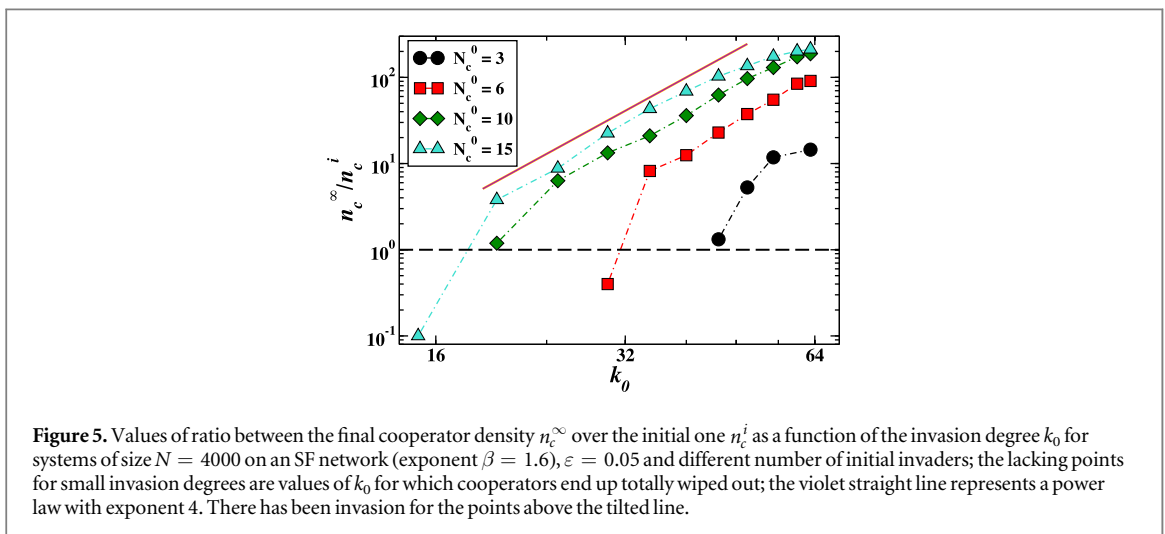 N_c^0 = 3
N_c^0 = 6
N_c^0 = 10
N_c^0 = 15
10^2
10^1
10^0
10^-1
n_c^∞/n_c^i
16 32 64
k_0
Figure 5. Values of ratio between the final cooperator density n_c^∞ over the initial one n_c^i as a function of the invasion degree k_0 for
systems of size N = 4000 on an SF network (exponent β = 1.6), ε = 0.05 and different number of initial invaders; the lacking points
for small invasion degrees are values of k_0 for which cooperators end up totally wiped out; the violet straight line represents a power
law with exponent 4. There has been invasion for the points above the tilted line.